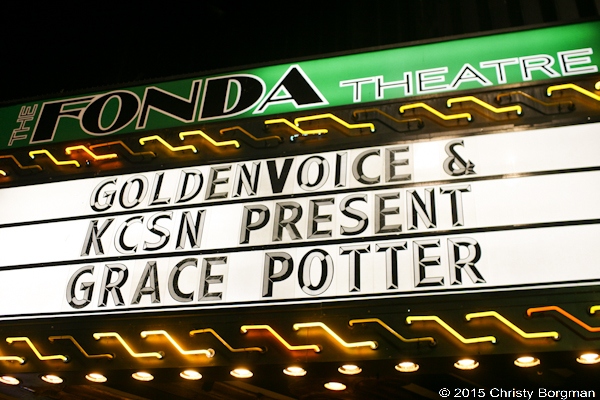 THE FONDA THEATRE
GOLDENVOICE &
KCSN PRESENT
GRACE POTTER
© 2015 Christy Borgman